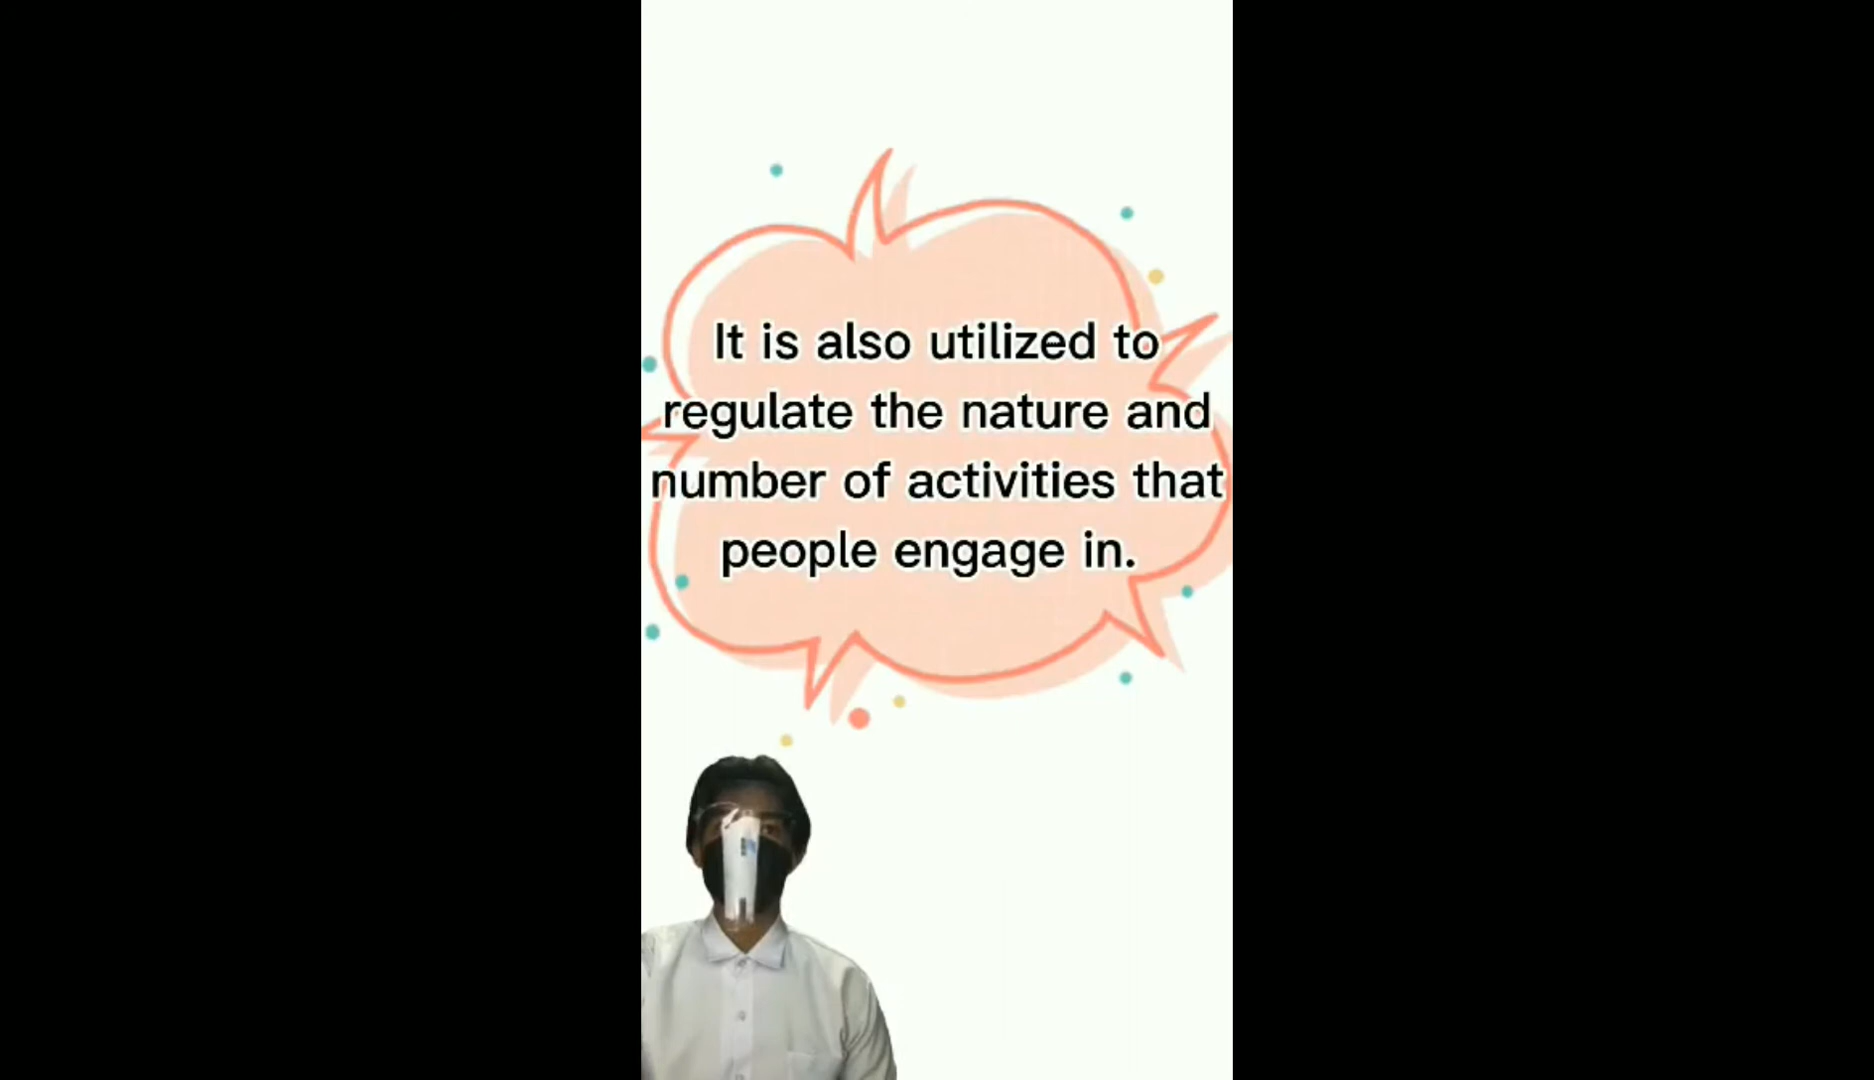 It is also utilized to
regulate the nature and
number of activities that
people engage in.